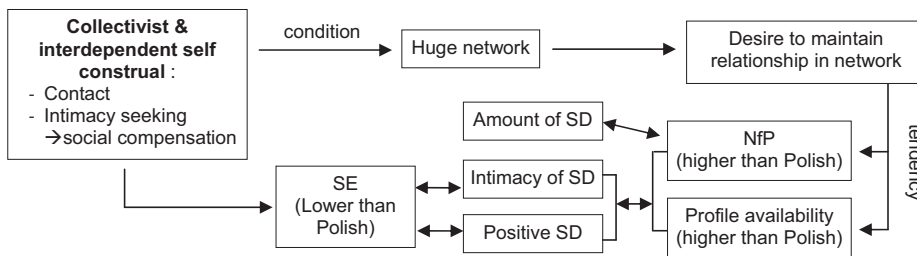 Collectivist &
interdependent self
construal :
- Contact
- Intimacy seeking
→social compensation
condition
Huge network
Desire to maintain
relationship in network
tendency
Amount of SD
NfP
(higher than Polish)
SE
(Lower than
Polish)
Intimacy of SD
Positive SD
Profile availability
(higher than Polish)